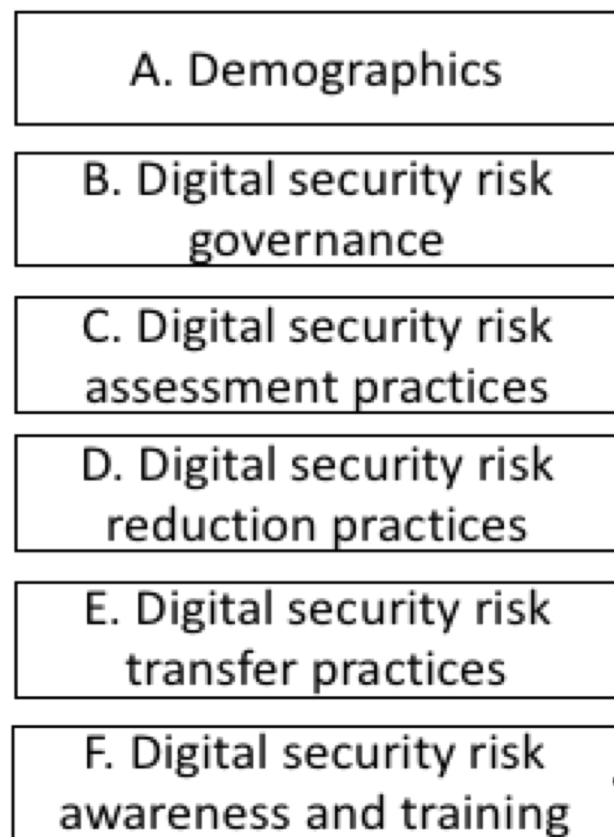 A. Demographics
B. Digital security risk
governance
C. Digital security risk
assessment practices
D. Digital security risk
reduction practices
E. Digital security risk
transfer practices
F. Digital security risk
awareness and training